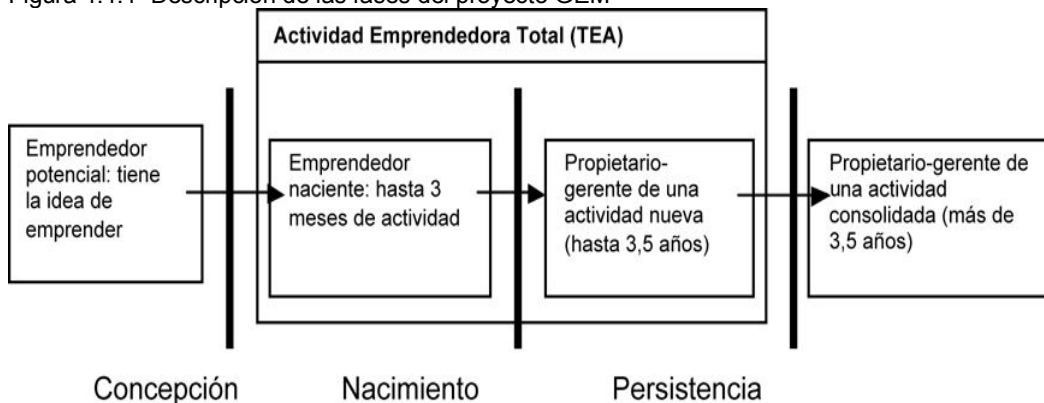 Actividad Emprendedora Total (TEA)
Emprendedor
potencial: tiene
la idea de
emprender
Emprendedor
naciente: hasta 3
meses de actividad
Propietario-
gerente de una
actividad nueva
(hasta 3,5 años)
Propietario-gerente de
una actividad
consolidada (más de
3,5 años)
Concepción
Nacimiento
Persistencia